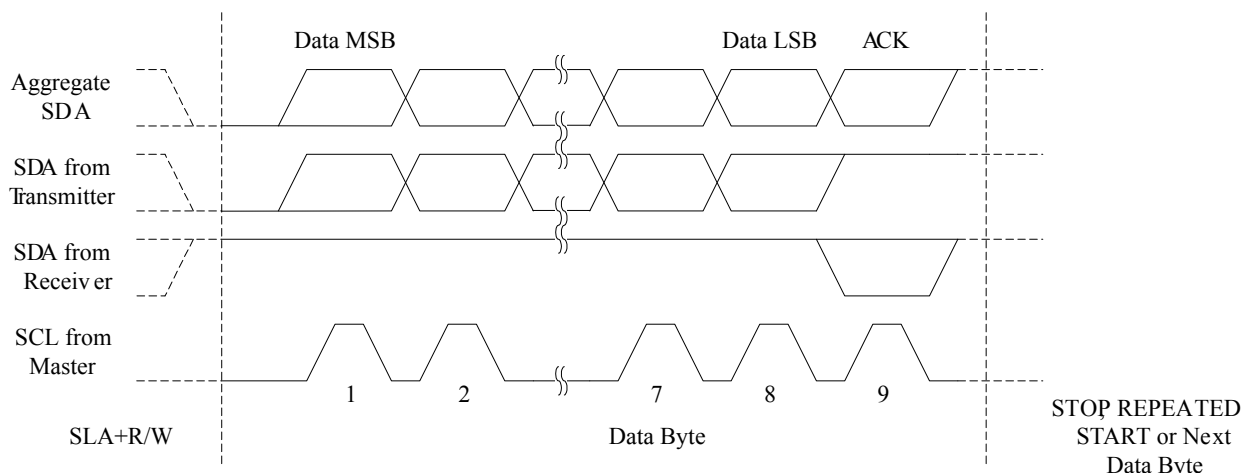 Data MSB
Data LSB
ACK
Aggregate
SDA
SDA from
Transmitter
SDA from
Receiver
SCL from
Master
1
2
7
8
9
SLA+R/W
Data Byte
STOP, REPEATED
START or Next
Data Byte